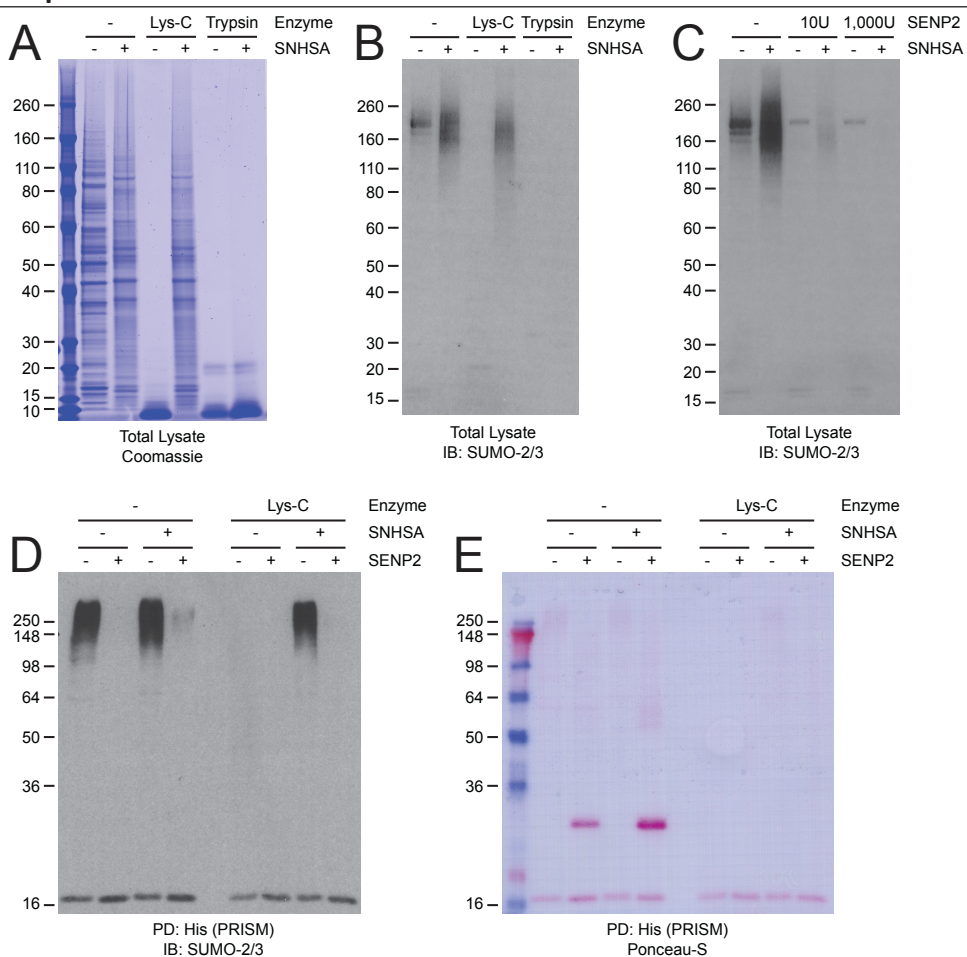 A
- Lys-C Trypsin Enzyme
- + - + - + SNHSA
260
160
110
80
60
50
40
30
20
15
10
Total Lysate
Coomassie
B
- Lys-C Trypsin Enzyme
- + - + - + SNHSA
260
160
110
80
60
50
40
30
20
15
Total Lysate
IB: SUMO-2/3
C
- 10U 1,000U SENP2
- + - + - + SNHSA
260
160
110
80
60
50
40
30
20
15
Total Lysate
IB: SUMO-2/3
D
- Lys-C Enzyme
- + - + SNHSA
- + - + - + - + SENP2
250
148
98
64
50
36
16
PD: His (PRISM)
IB: SUMO-2/3
E
- Lys-C Enzyme
- + - + SNHSA
- + - + - + - + SENP2
250
148
98
64
50
36
16
PD: His (PRISM)
Ponceau-S